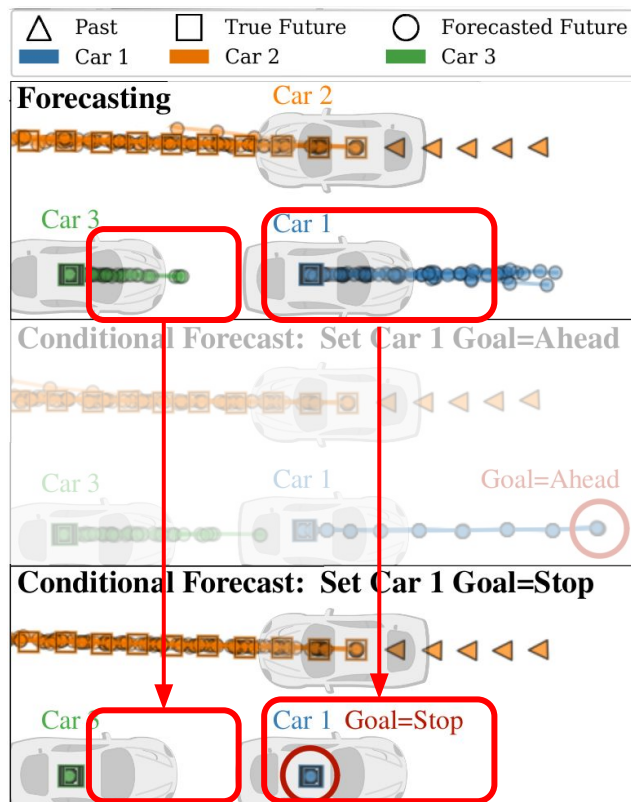 Past True Future Forecasted Future
Car 1 Car 2 Car 3
Forecasting
Car 2
Car 3 Car 1
Conditional Forecast: Set Car 1 Goal=Ahead
Car 3 Car 1 Goal=Ahead
Conditional Forecast: Set Car 1 Goal=Stop
Car 3 Car 1 Goal=Stop